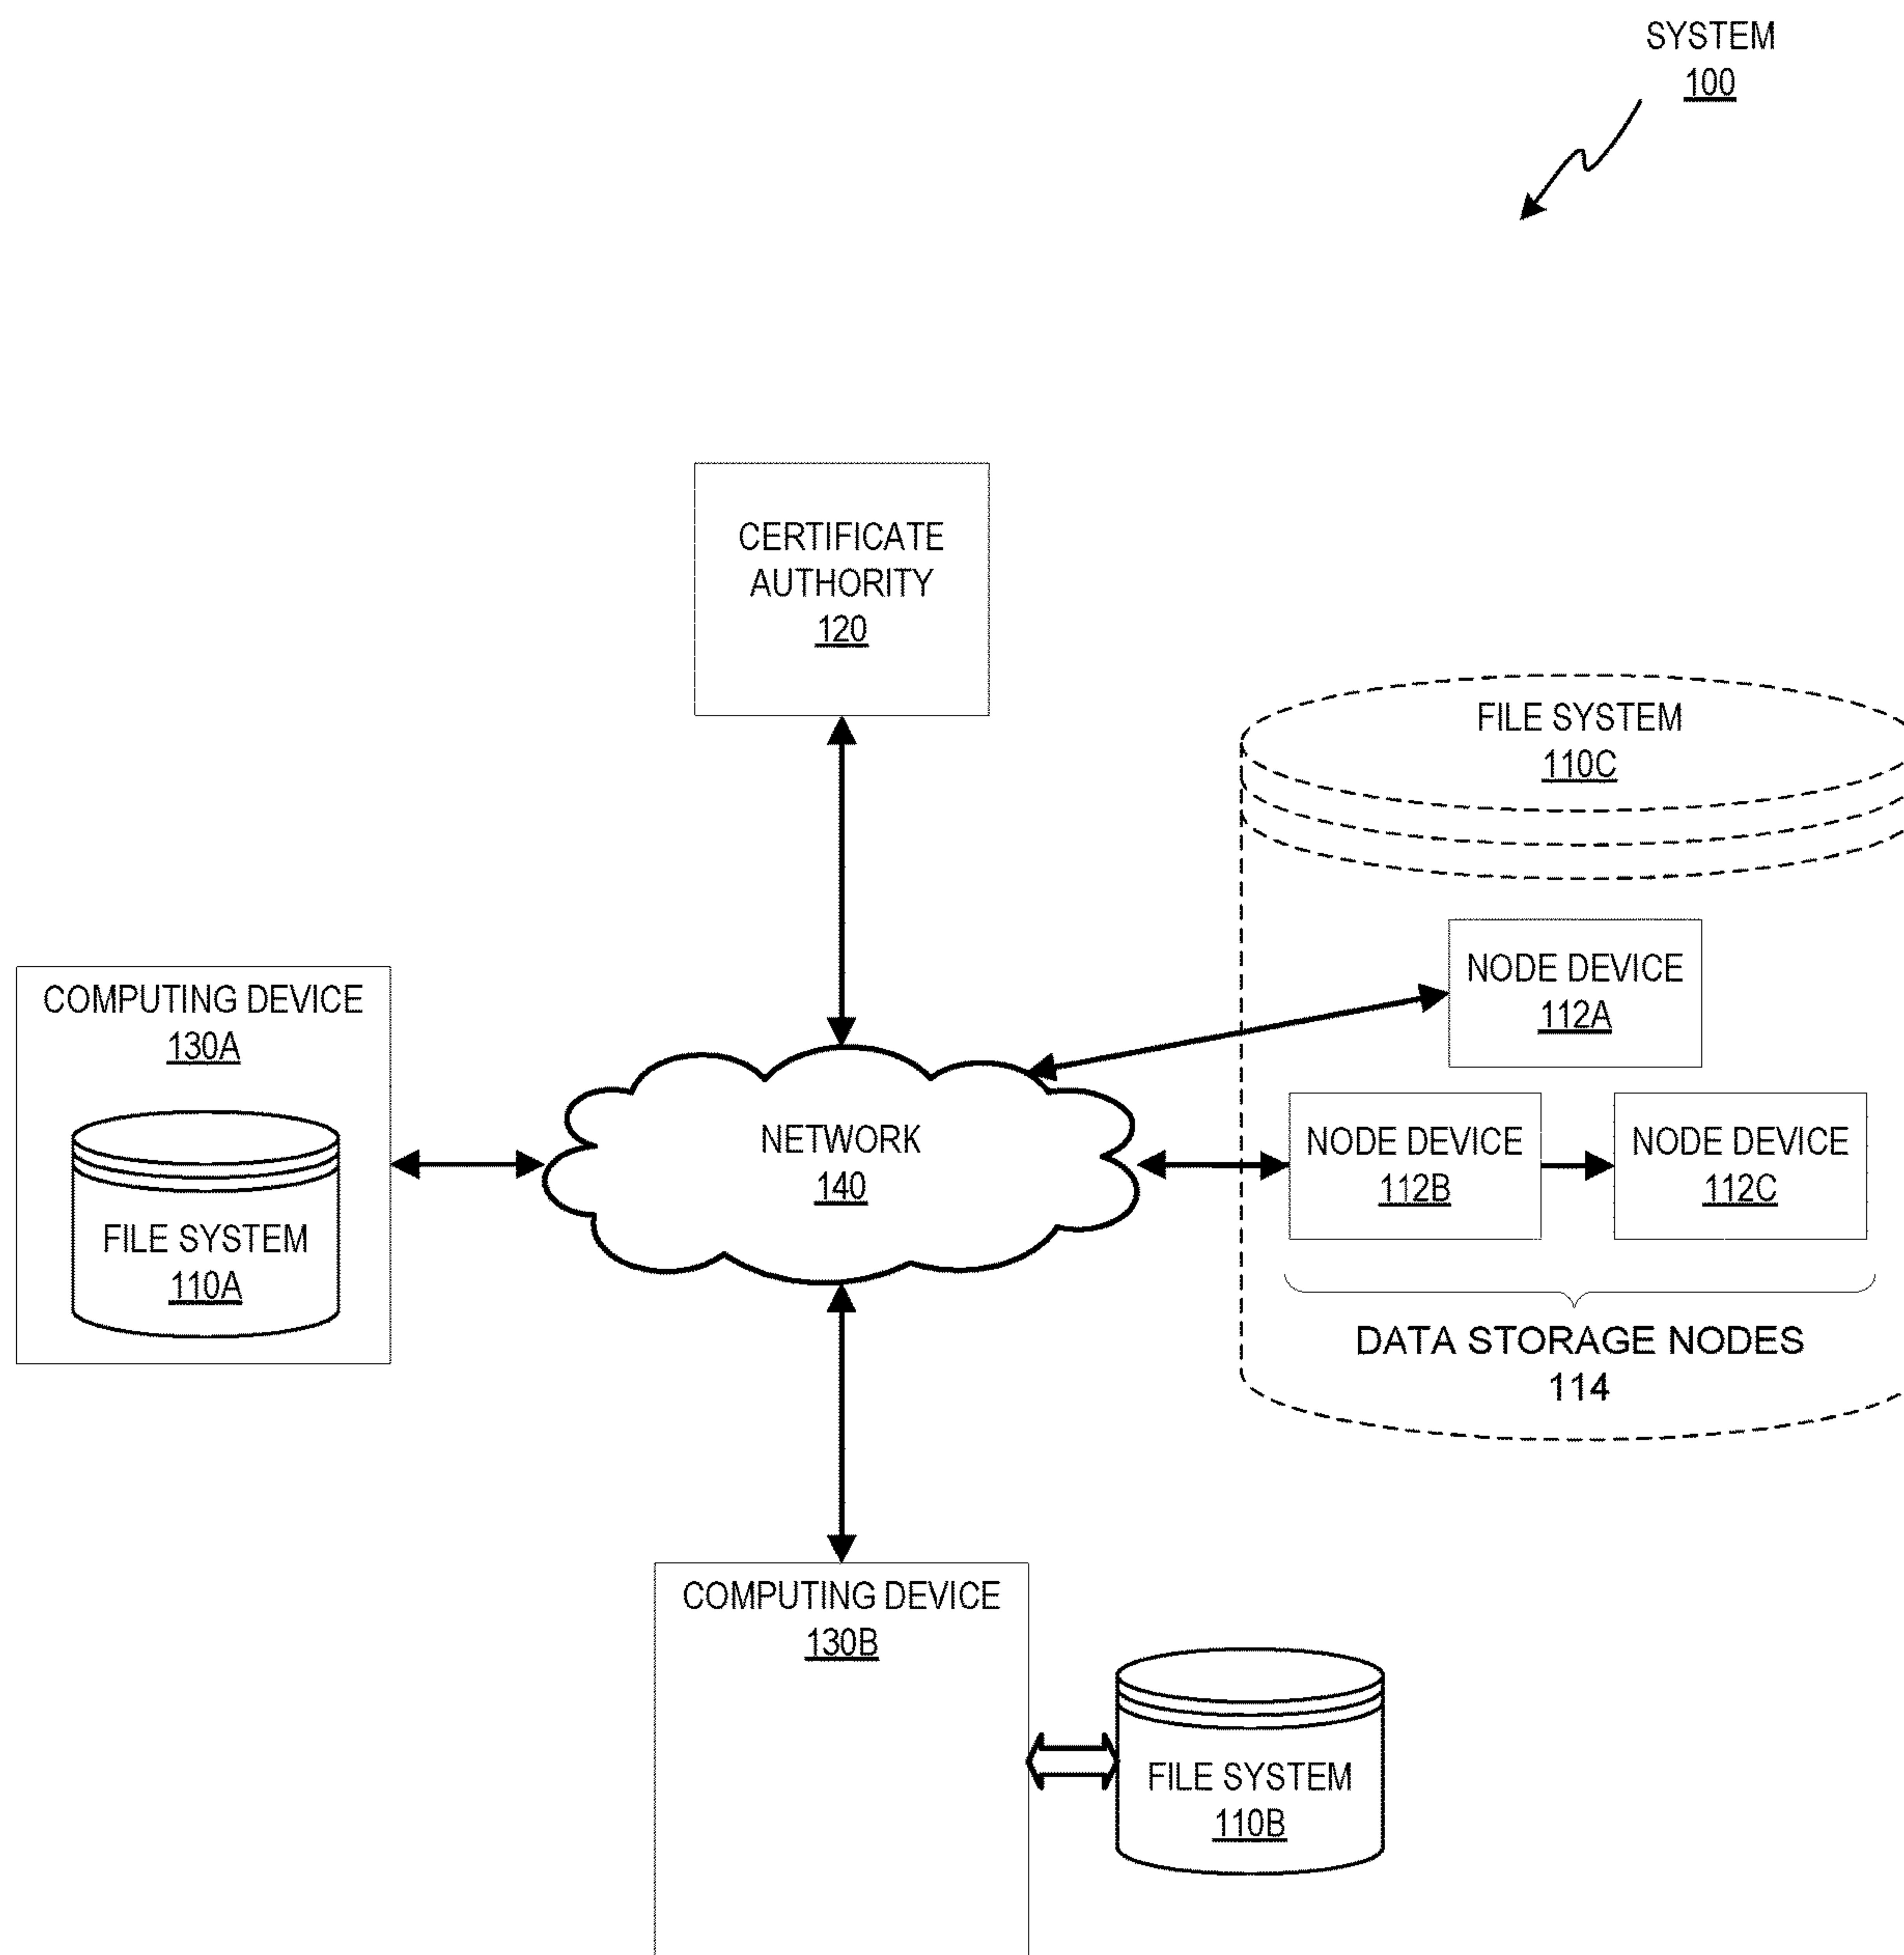 SYSTEM
100
CERTIFICATE
AUTHORITY
120
FILE SYSTEM
110C
NODE DEVICE
112A
COMPUTING DEVICE
130A
FILE SYSTEM
110A
NETWORK
140
NODE DEVICE
112B
NODE DEVICE
112C
DATA STORAGE NODES
114
COMPUTING DEVICE
130B
FILE SYSTEM
110B